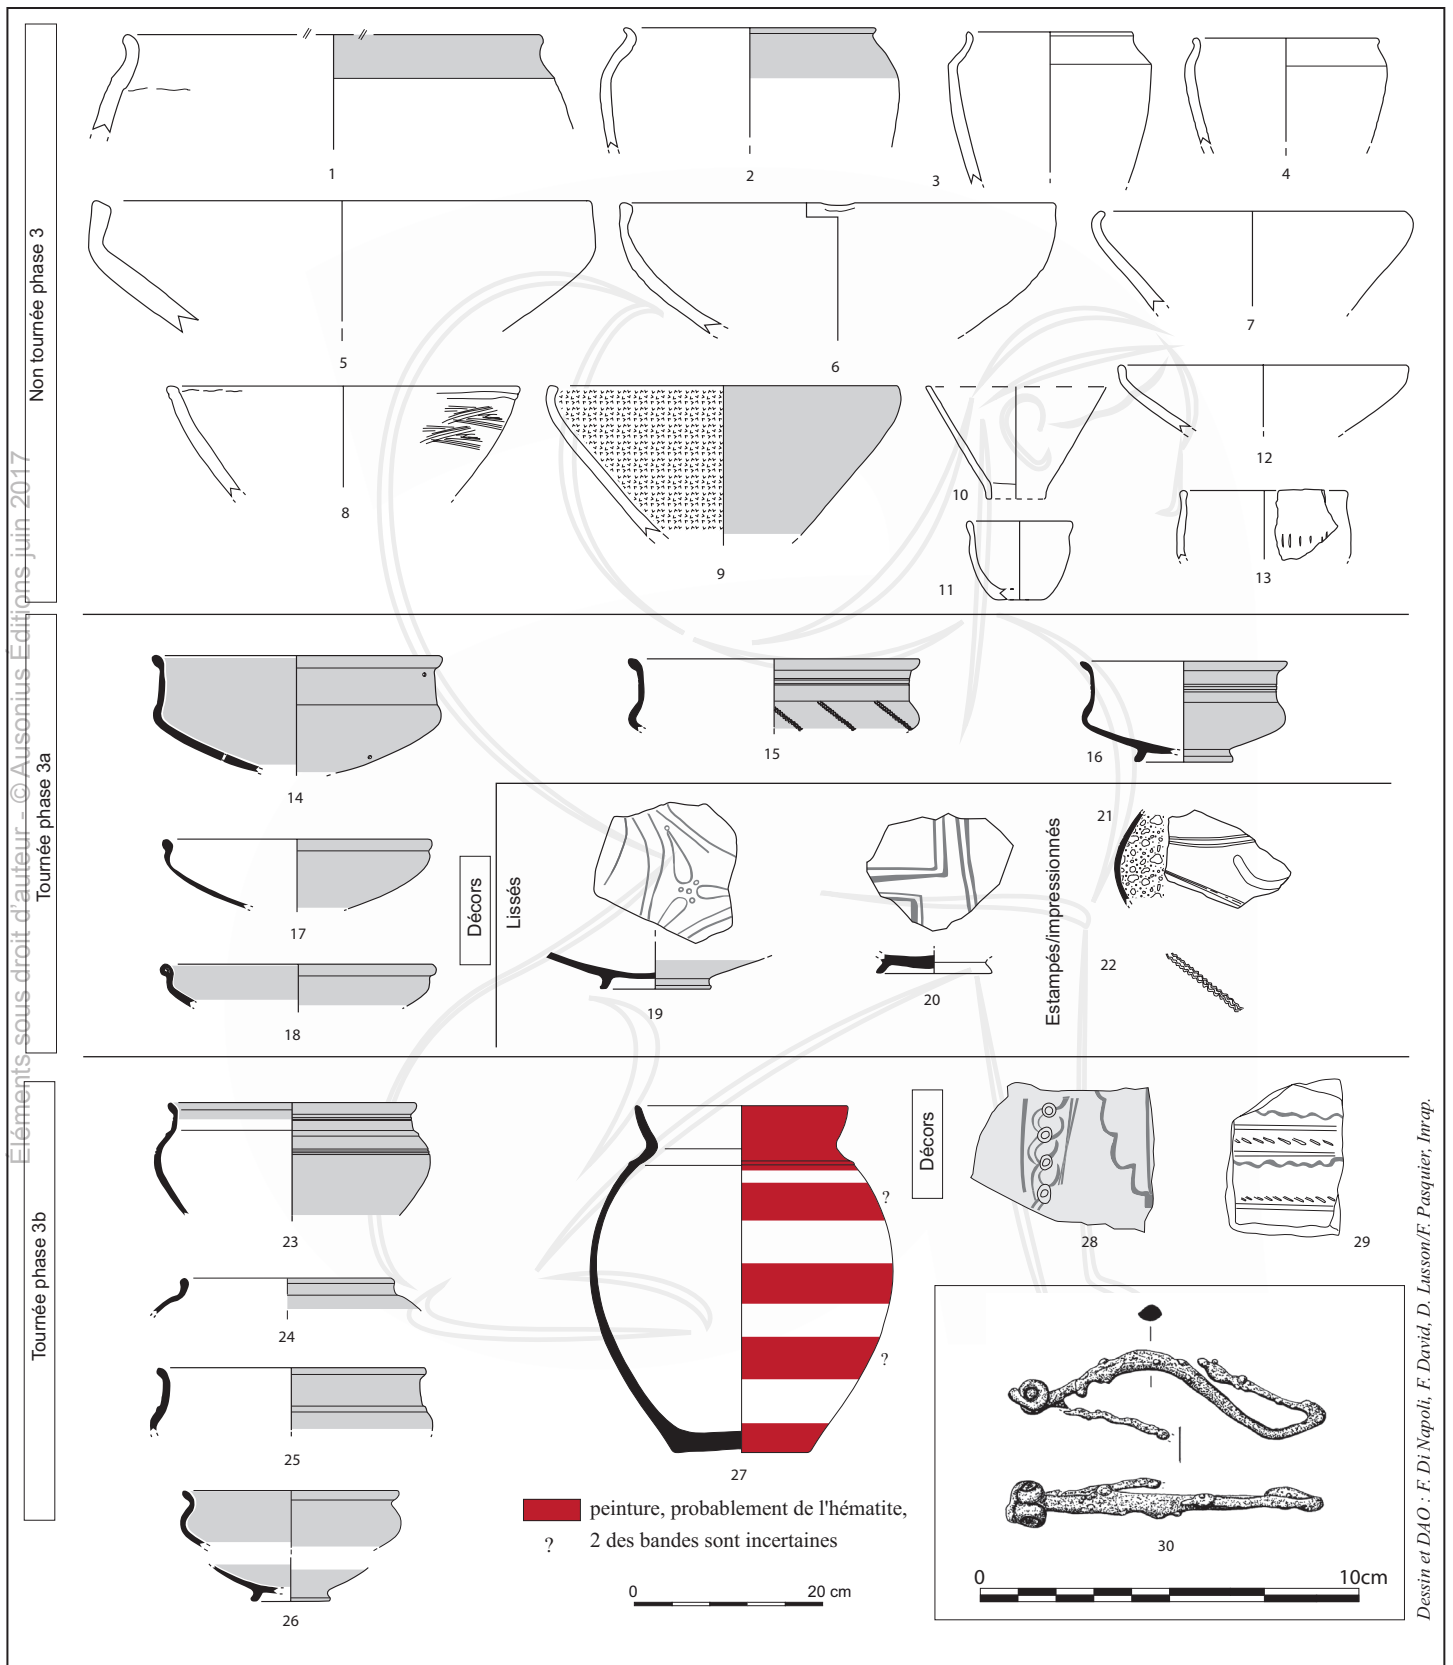 Éléments sous droit d'auteur - © Ausonius Éditions juin 2017
Non tournée phase 3
1
2
3
4
5
6
7
8
9
10
11
12
13
Tournée phase 3a
14
15
16
17
18
Décors
Lissés
19
20
Estampés/impressionnés
21
22
Tournée phase 3b
23
24
25
26
27
?
?
Décors
28
29
peinture, probablement de l'hématite,
? 2 des bandes sont incertaines
0 20 cm
30
0 10cm
Dessin et DAO : F. Di Napoli, F. David, D. Lusson/F. Pasquier, Inrap.